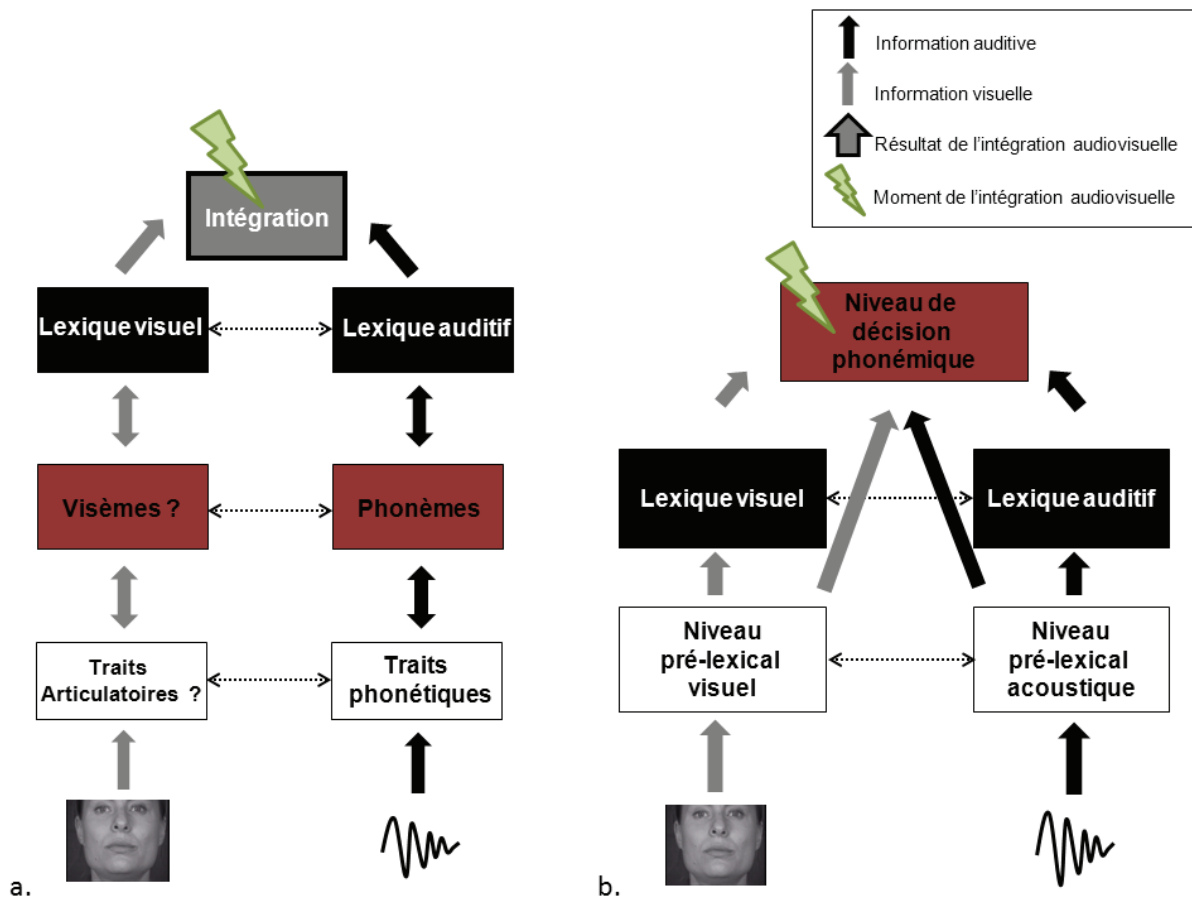 Information auditive
Information visuelle
Résultat de l'intégration audiovisuelle
Moment de l'intégration audiovisuelle
Intégration
Lexique visuel
Lexique auditif
Visèmes ?
Phonèmes
Traits
Articulatoires ?
Traits
phonétiques
a.
Niveau de
décision
phonémique
Lexique visuel
Lexique auditif
Niveau
pré-lexical
visuel
Niveau
pré-lexical
acoustique
b.